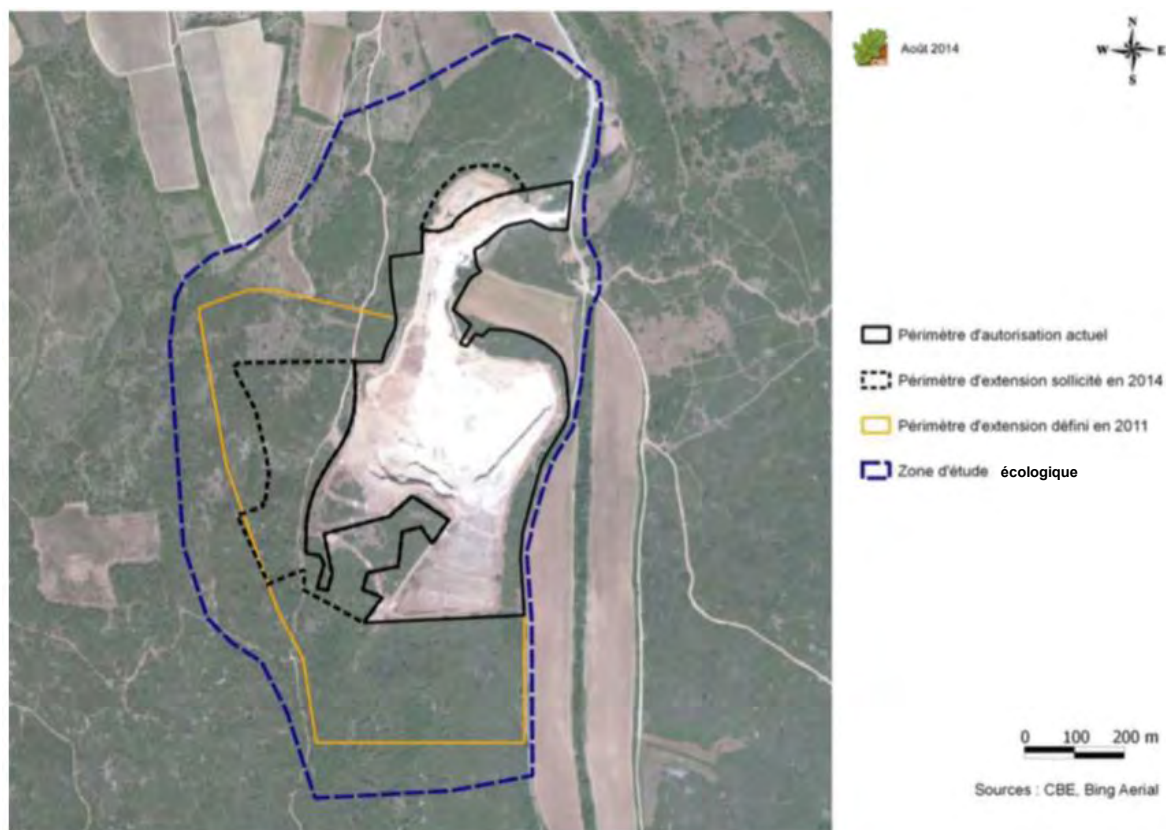 Août 2014
N
W E
S
Périmètre d'autorisation actuel
Périmètre d'extension sollicité en 2014
Périmètre d'extension défini en 2011
Zone d'étude écologique
0 100 200 m
Sources : CBE, Bing Aerial